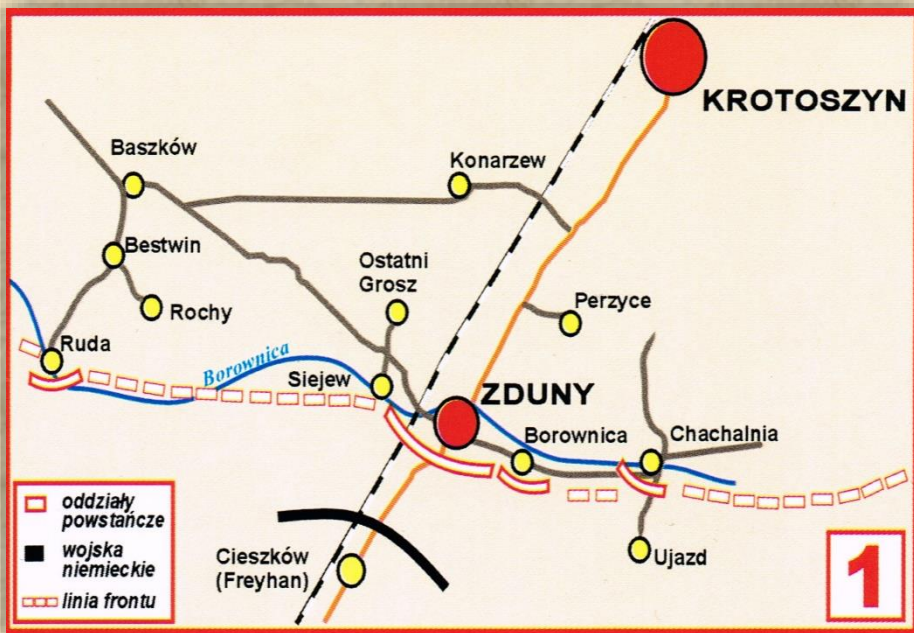 KROTOSZYN
Baszków
Konarzew
Bestwin
Ostatni
Grosz
Rochy
Perzyce
Ruda
Borownica
Siejew
ZDUNY
Borownica
Chachalnia
oddziały
powstańcze
wojska
niemieckie
linia frontu
Cieszków
(Freyhan)
Ujazd
1